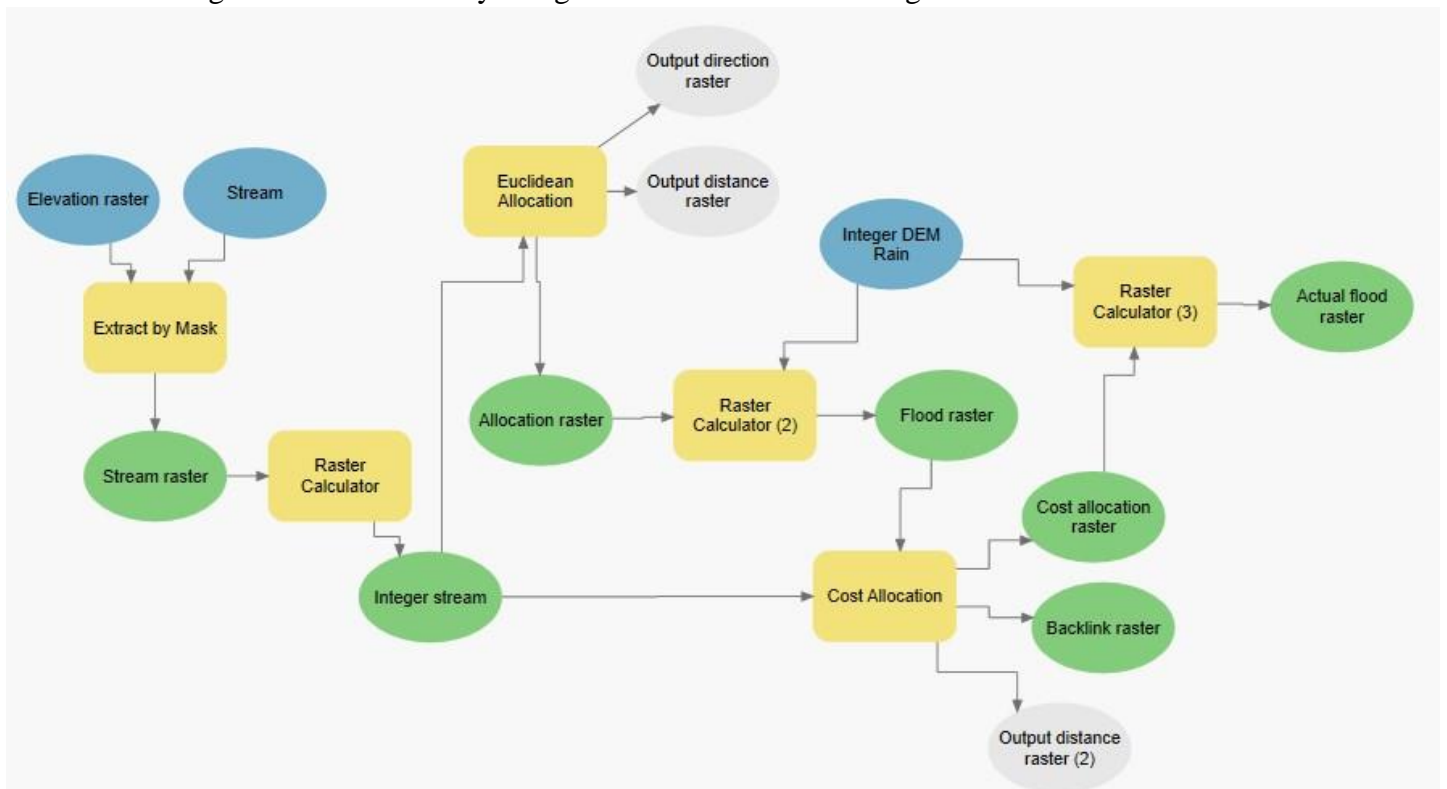 Output direction
raster
Elevation raster
Stream
Euclidean
Allocation
Output distance
raster
Integer DEM
Rain
Extract by Mask
Raster
Calculator (3)
Actual flood
raster
Allocation raster
Raster
Calculator (2)
Flood raster
Stream raster
Raster
Calculator
Cost allocation
raster
Integer stream
Cost Allocation
Backlink raster
Output distance
raster (2)